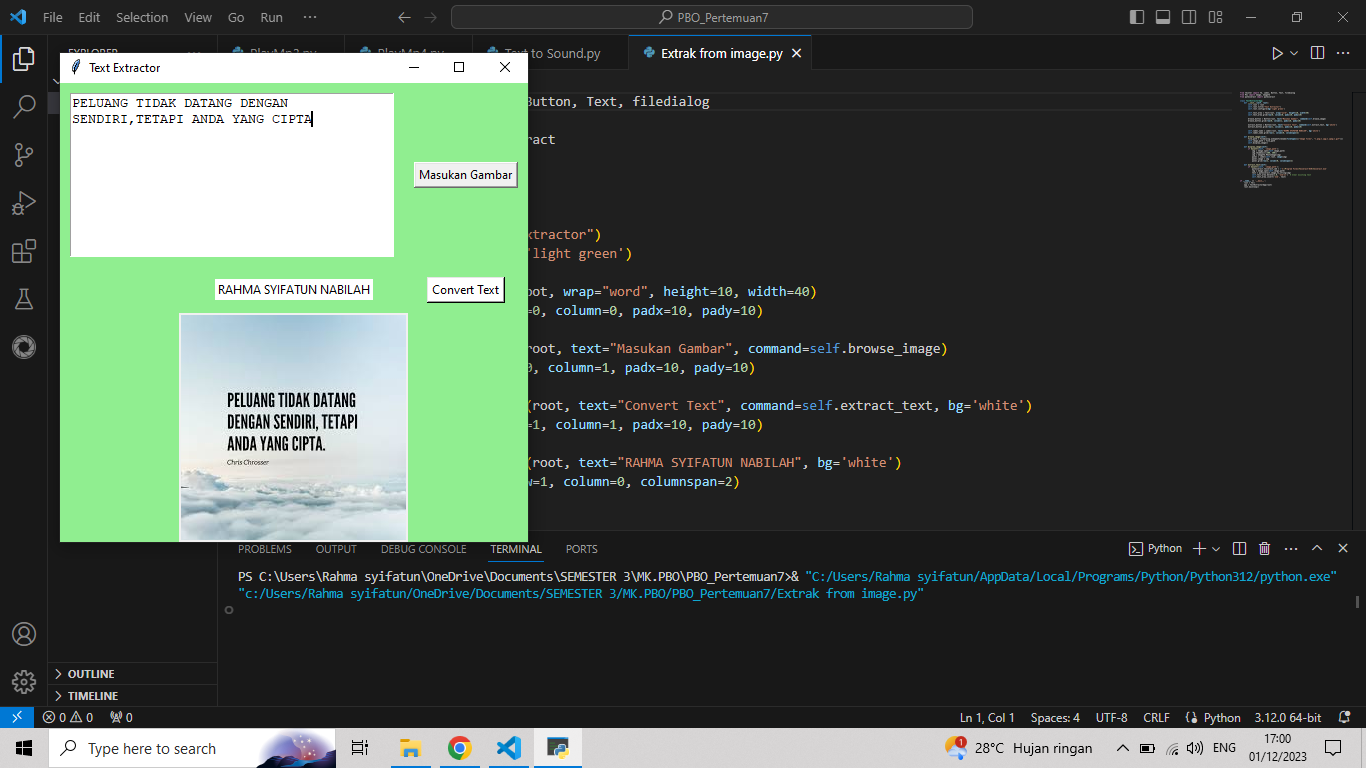 File Edit Selection View Go Run ··· PBO_Pertemuan7
EXPLORER
Text to Sound.py Extrak from image.py
Text Extractor
PELUANG TIDAK DATANG DENGAN
SENDIRI,TETAPI ANDA YANG CIPTA
Masukan Gambar
RAHMA SYIFATUN NABILAH
Convert Text
PELUANG TIDAK DATANG
DENGAN SENDIRI, TETAPI
ANDA YANG CIPTA.
Chris Chrosser
Button, Text, filedialog
ract
xtractor")
'light green')
oot, wrap="word", height=10, width=40)
=0, column=0, padx=10, pady=10)
(root, text="Masukan Gambar", command=self.browse_image)
0, column=1, padx=10, pady=10)
(root, text="Convert Text", command=self.extract_text, bg='white')
=1, column=1, padx=10, pady=10)
(root, text="RAHMA SYIFATUN NABILAH", bg='white')
w=1, column=0, columnspan=2)
PROBLEMS OUTPUT DEBUG CONSOLE TERMINAL PORTS
Python
PS C:\Users\Rahma syifatun\OneDrive\Documents\SEMESTER 3\MK.PBO\PBO_Pertemuan7>& "C:/Users/Rahma syifatun/AppData/Local/Programs/Python/Python312/python.exe"
"c:/Users/Rahma syifatun/OneDrive/Documents/SEMESTER 3/MK.PBO/PBO_Pertemuan7/Extrak from image.py"
OUTLINE
TIMELINE
0 0 0 Ln 1, Col 1 Spaces: 4 UTF-8 CRLF Python 3.12.0 64-bit
Type here to search
1 28°C Hujan ringan ENG 17:00
01/12/2023